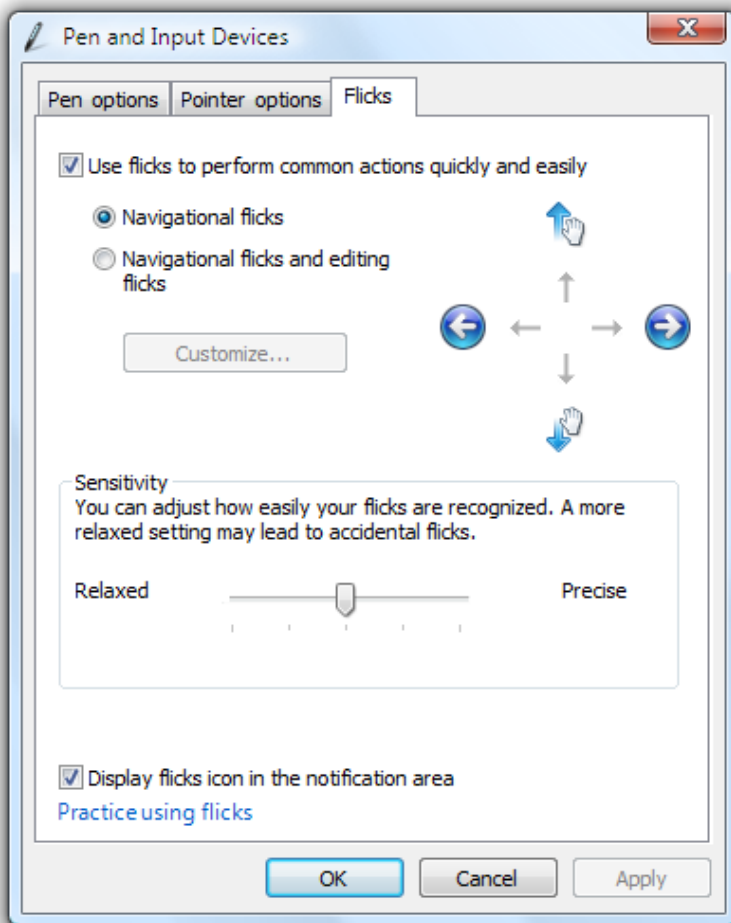 Pen and Input Devices
Pen options Pointer options Flicks
Use flicks to perform common actions quickly and easily
Navigational flicks
Navigational flicks and editing
flicks
Customize...
Sensitivity
You can adjust how easily your flicks are recognized. A more
relaxed setting may lead to accidental flicks.
Relaxed Precise
Display flicks icon in the notification area
Practice using flicks
OK Cancel Apply